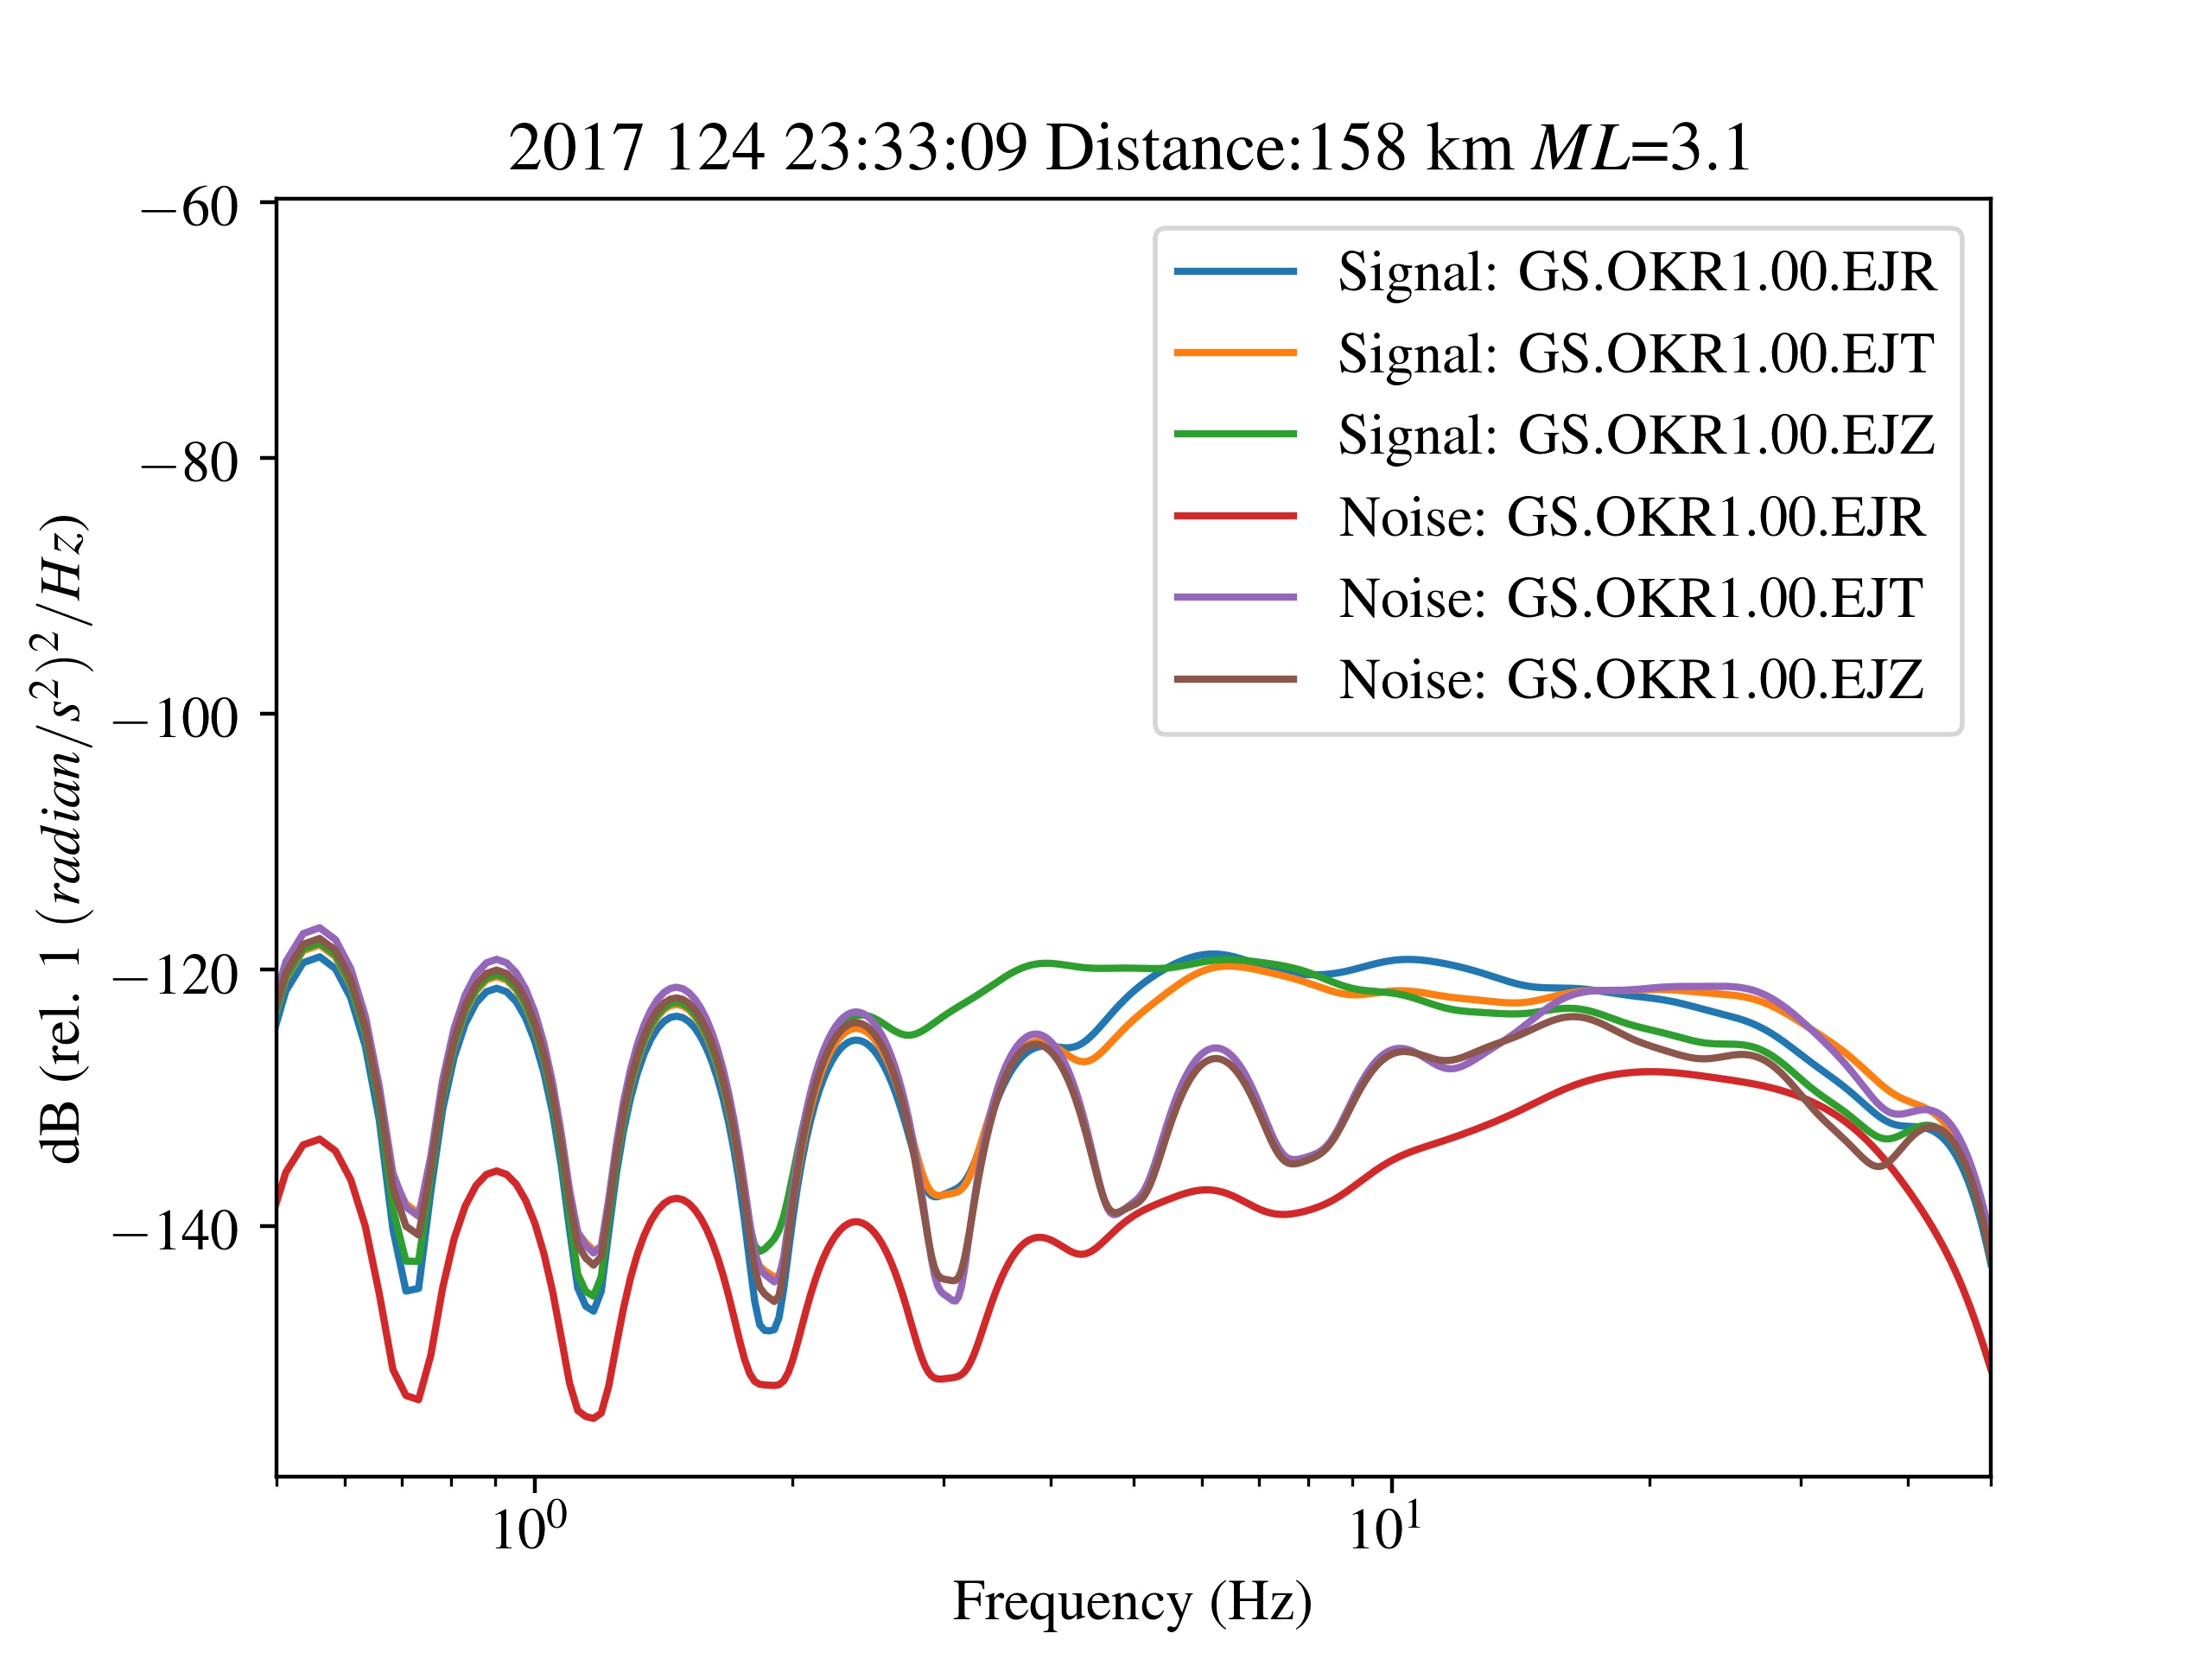 2017 124 23:33:09 Distance:158 km ML=3.1
−60
−80
−100
−120
−140
dB (rel. 1 (radian/s²)²/Hz)
Signal: GS.OKR1.00.EJR
Signal: GS.OKR1.00.EJT
Signal: GS.OKR1.00.EJZ
Noise: GS.OKR1.00.EJR
Noise: GS.OKR1.00.EJT
Noise: GS.OKR1.00.EJZ
10⁰ 10¹
Frequency (Hz)